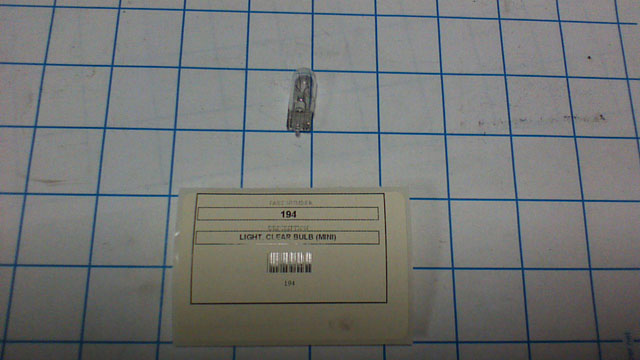 PART NUMBER
194
DESCRIPTION
LIGHT, CLEAR BULB (MINI)
194